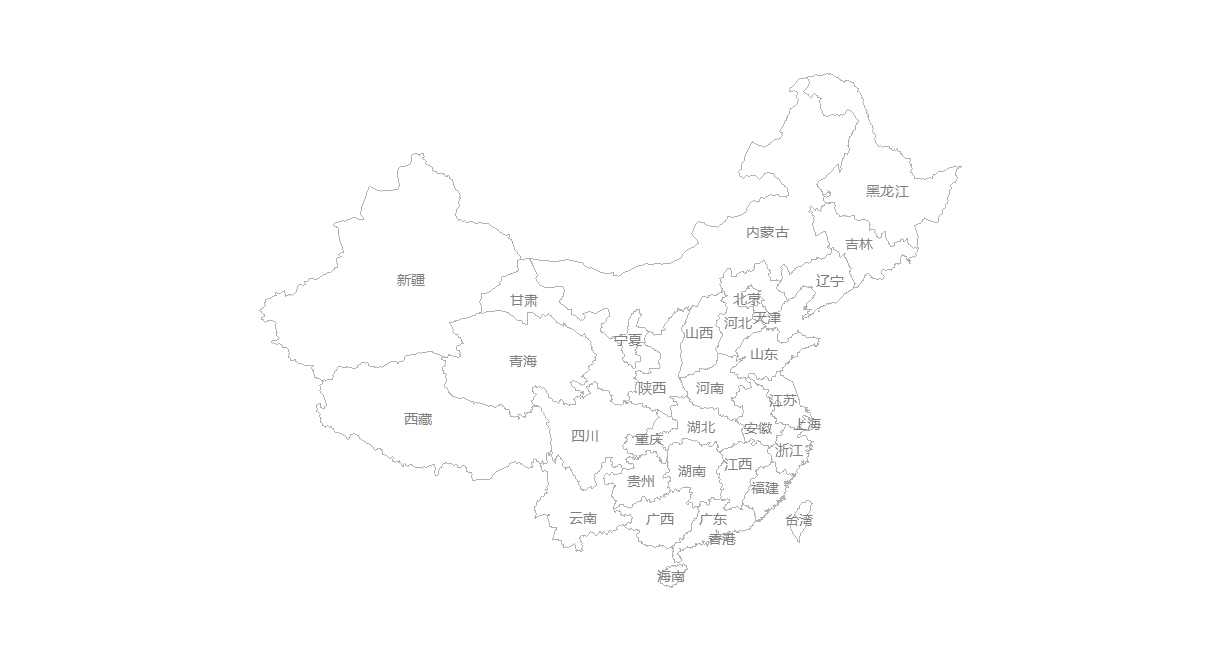 黑龙江
内蒙古
吉林
新疆
辽宁
甘肃
北京
天津
河北
山西
宁夏
山东
青海
陕西
河南
江苏
西藏
上海
湖北
安徽
四川
重庆
浙江
江西
湖南
贵州
福建
云南
广西
广东
台湾
香港
海南